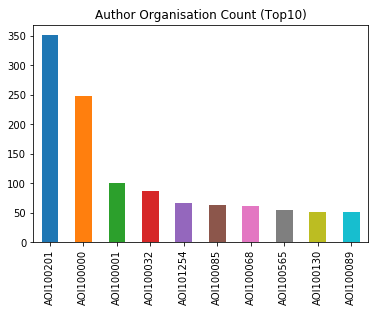 Author Organisation Count (Top10)
350
300
250
200
150
100
50
0
AOI100201
AOI100000
AOI100001
AOI100032
AOI101254
AOI100085
AOI100068
AOI100565
AOI100130
AOI100089